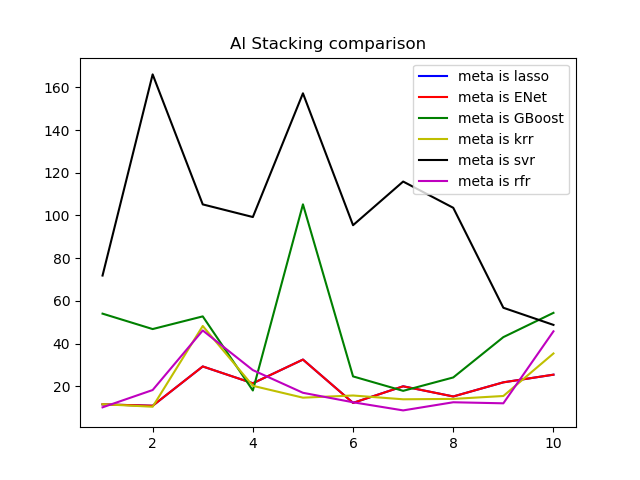 Al Stacking comparison
meta is lasso
meta is ENet
meta is GBoost
meta is krr
meta is svr
meta is rfr
160
140
120
100
80
60
40
20
2 4 6 8 10